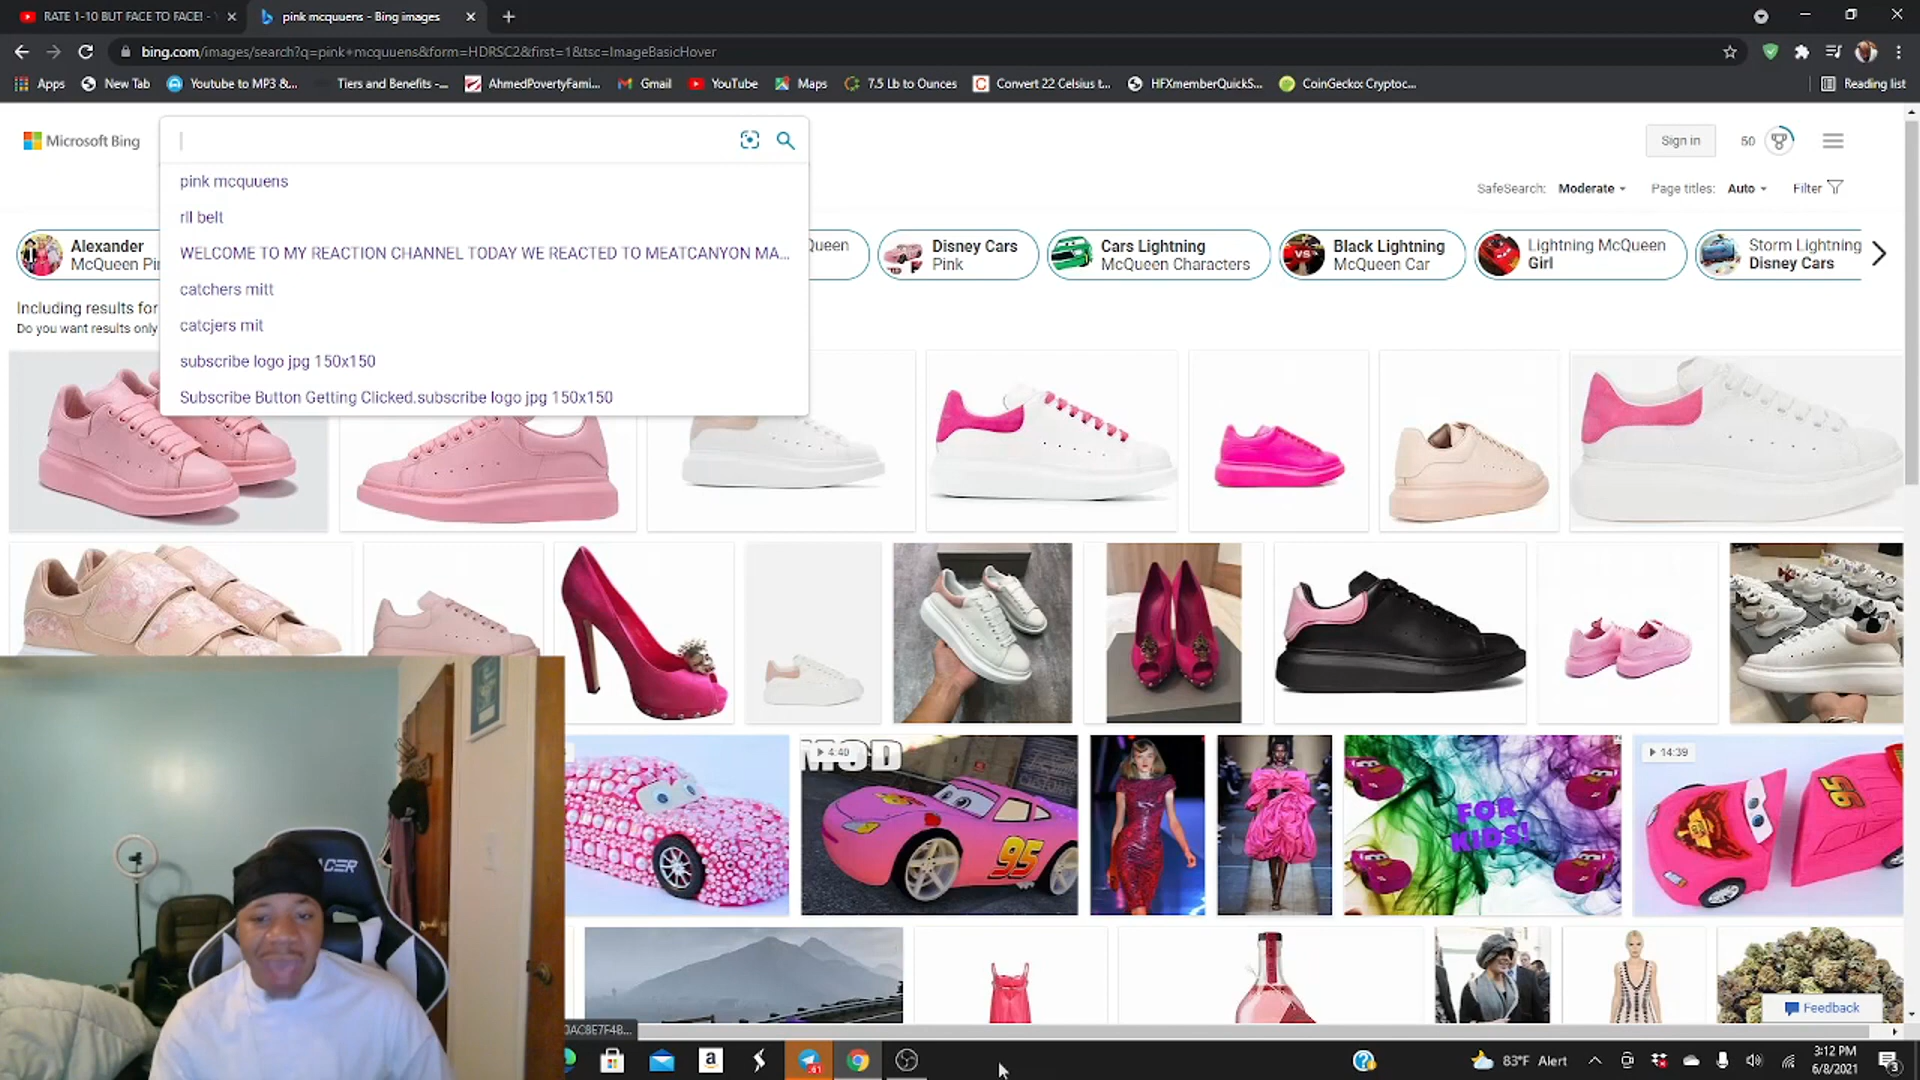 RATE 1-10 BUT FACE TO FACE! -
pink mcquuens - Bing images
bing.com/images/search?q=pink+mcquuens&form=HDRSC2&first=1&tsc=ImageBasicHover
Apps
New Tab
Youtube to MP3 &...
Tiers and Benefits -...
AhmedPovertyFami...
Gmail
YouTube
Maps
7.5 Lb to Ounces
Convert 22 Celsius t...
HFXmemberQuickS...
CoinGecko: Cryptoc...
Reading list
Microsoft Bing
Sign in
50
pink mcquuens
rll belt
WELCOME TO MY REACTION CHANNEL TODAY WE REACTED TO MEATCANYON MA...
catchers mitt
catcjers mit
subscribe logo jpg 150x150
Subscribe Button Getting Clicked.subscribe logo jpg 150x150
SafeSearch: Moderate
Page titles: Auto
Filter
Alexander
McQueen Pi
Queen
Disney Cars
Pink
Cars Lightning
McQueen Characters
VS
Black Lightning
McQueen Car
Lightning McQueen
Girl
Storm Lightning
Disney Cars
Including results for
Do you want results only
4:40
MOD
95
FOR
KIDS!
14:39
95
RACER
Feedback
0AC8E7F4B...
a
61
83°F Alert
3:12 PM
6/8/2021
3